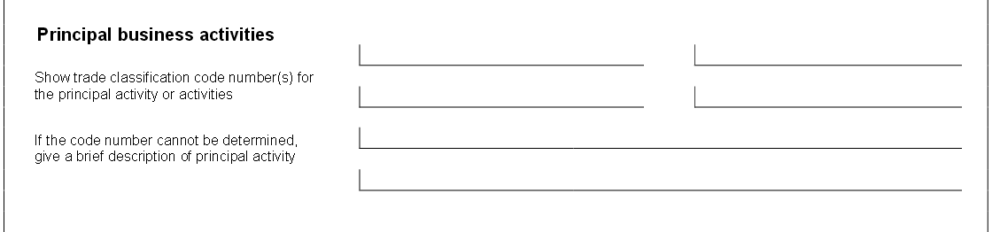 Principal business activities
Show trade classification code number(s) for
the principal activity or activities
If the code number cannot be determined,
give a brief description of principal activity